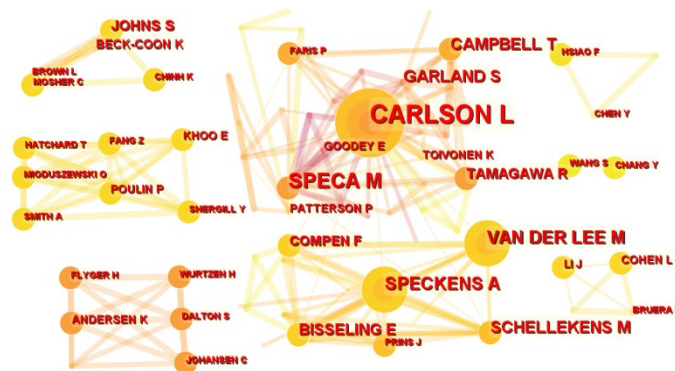 JOHNS S
BECK-COON K
BROWN L
MOSHER C
CHINH K
FARIS P
CAMPBELL T
HSIAO F
GARLAND S
CARLSON L
CHEN Y
GOODEY E
TOIVONEN K
SPECA M
TAMAGAWA R
WANG S
CHANG Y
PATTERSON P
HATCHARD T
FANG Z
KHOO E
MIODUSZEWSKI O
POULIN P
SMITH A
SHERGILL Y
COMPEN F
VAN DER LEE M
SPECKENS A
LI J
COHEN L
BRUERA
BISSELING E
PRINS J
SCHELLEKENS M
FLYGER H
WURTZEN H
ANDERSEN K
DALTON S
JOHANSEN C